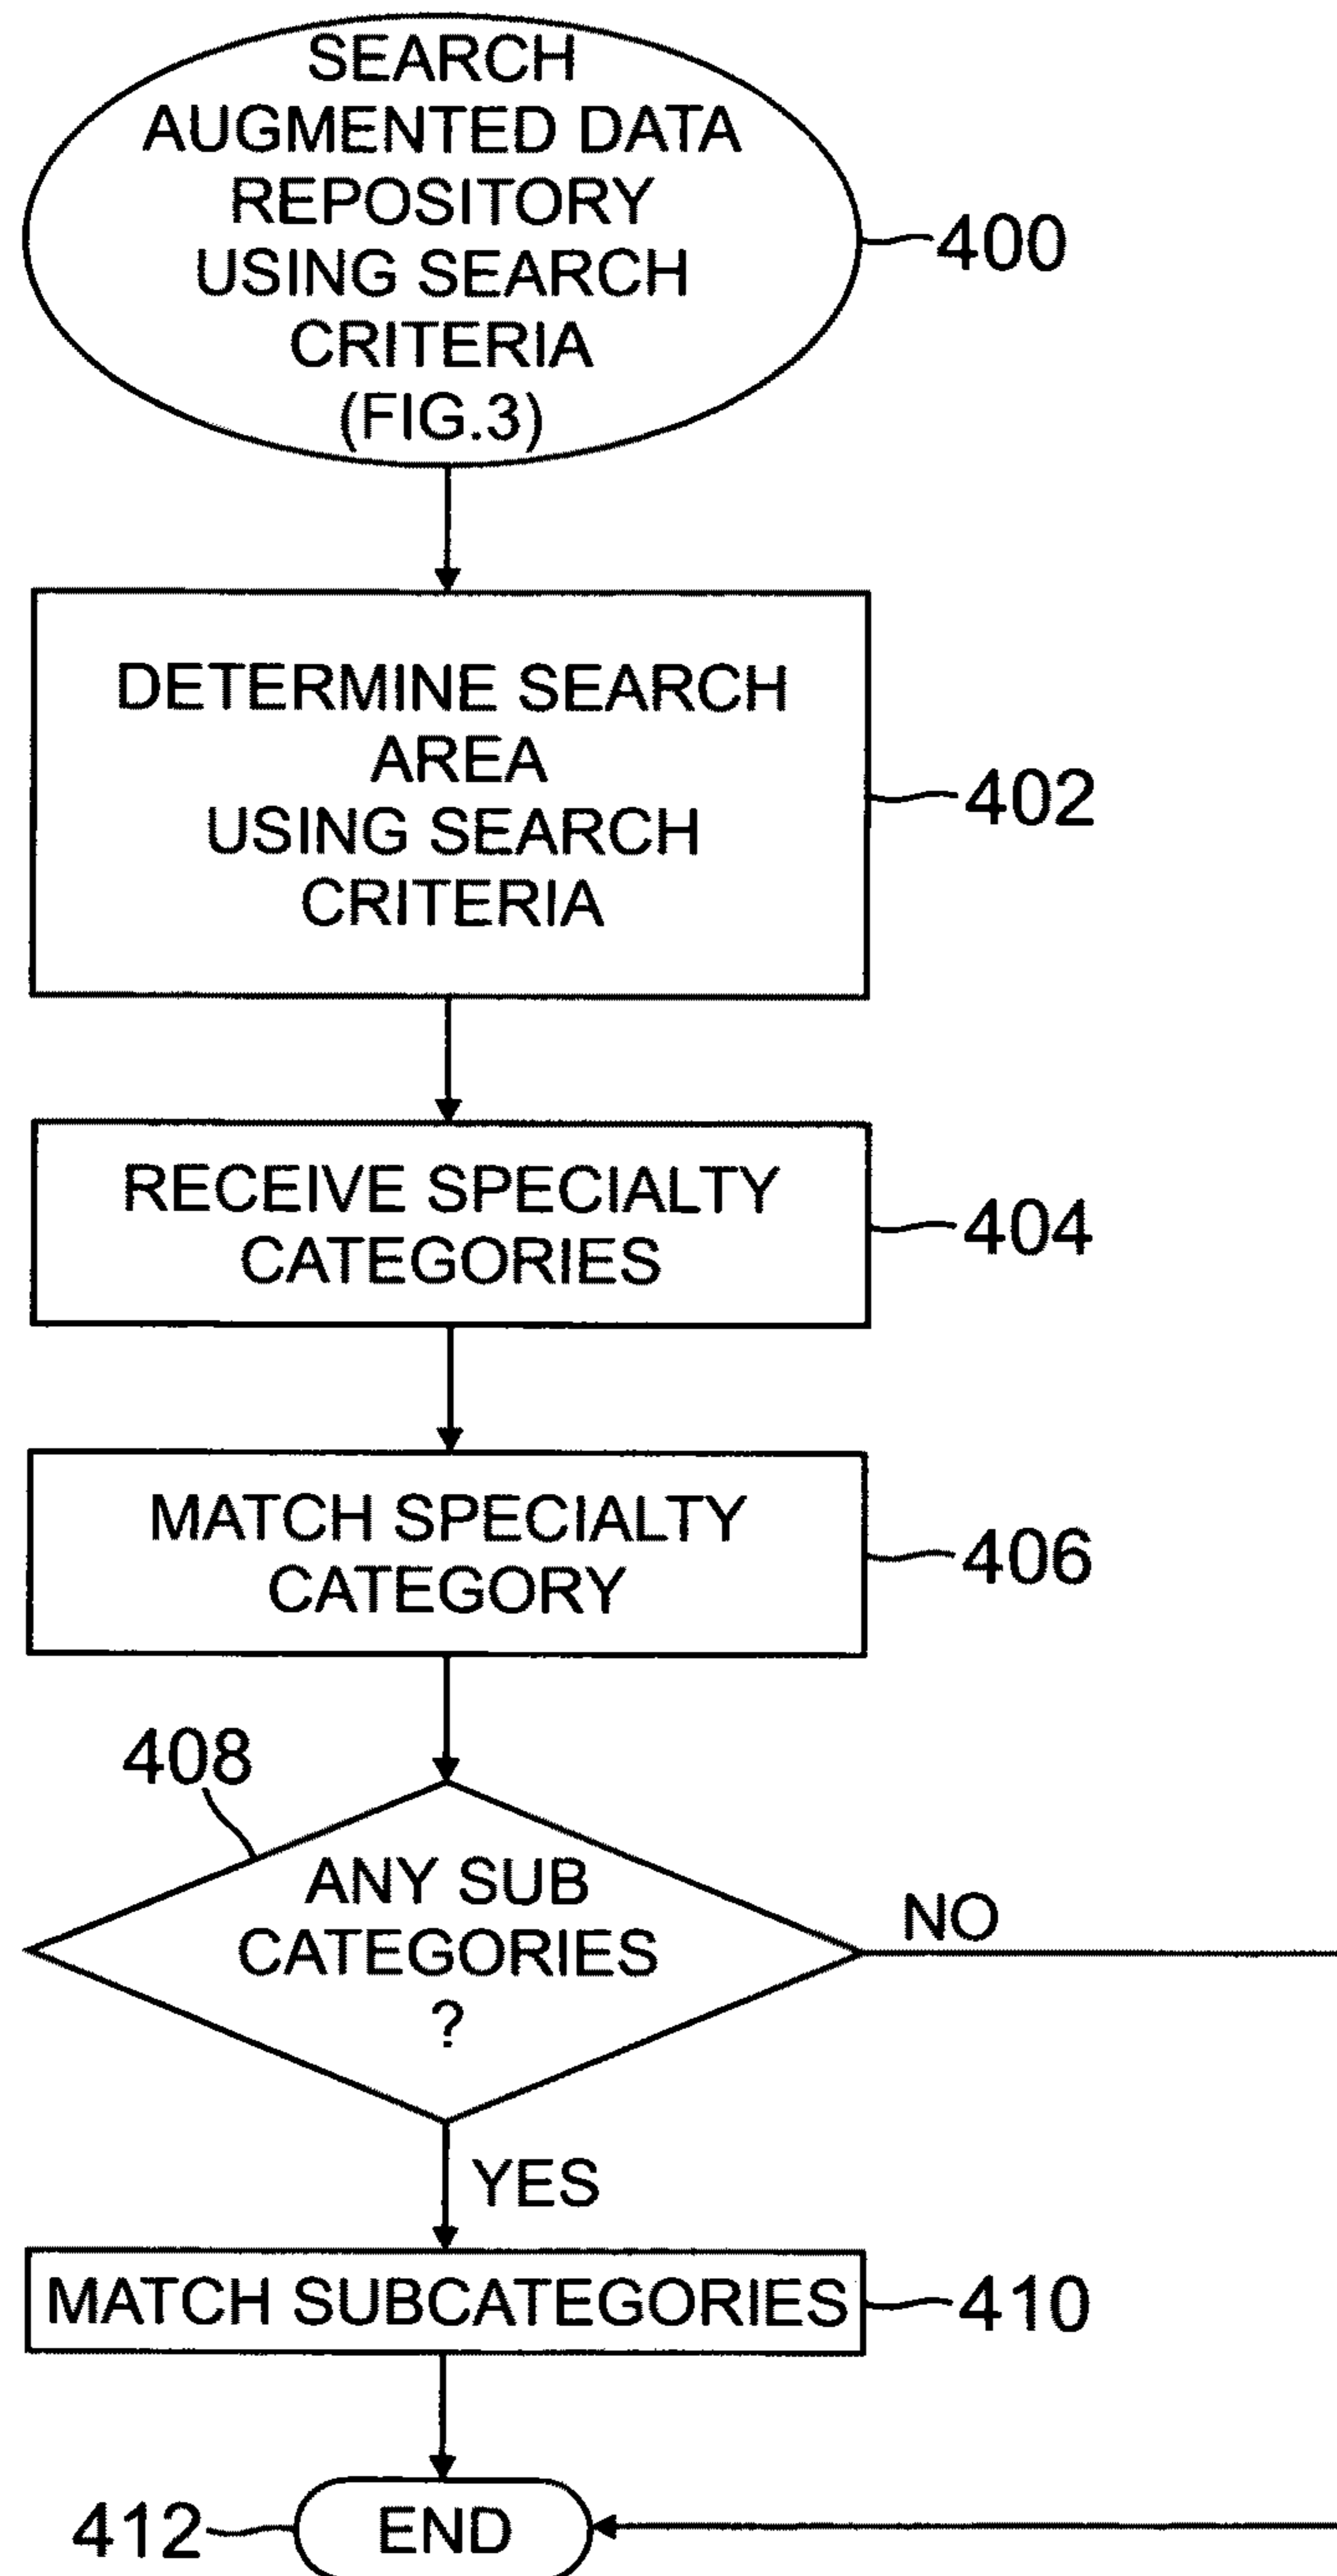 SEARCH
AUGMENTED DATA
REPOSITORY
USING SEARCH
CRITERIA
(FIG.3)
400
DETERMINE SEARCH
AREA
USING SEARCH
CRITERIA
402
RECEIVE SPECIALTY
CATEGORIES
404
MATCH SPECIALTY
CATEGORY
406
408
ANY SUB
CATEGORIES
?
NO
YES
MATCH SUBCATEGORIES
410
412
END